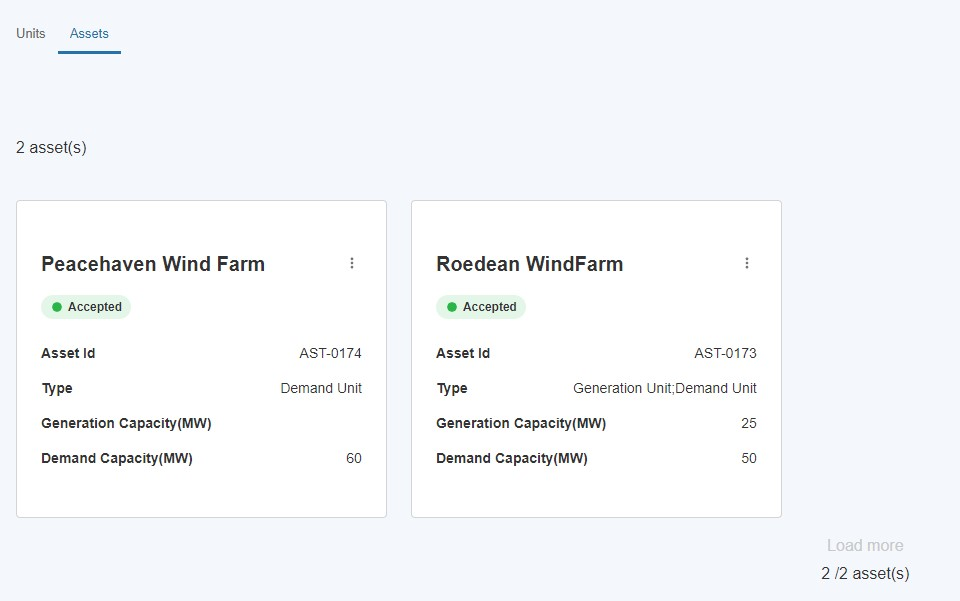 Units Assets
2 asset(s)
Peacehaven Wind Farm
Accepted
Asset Id AST-0174
Type Demand Unit
Generation Capacity(MW)
Demand Capacity(MW) 60
Roedean WindFarm
Accepted
Asset Id AST-0173
Type Generation Unit;Demand Unit
Generation Capacity(MW) 25
Demand Capacity(MW) 50
Load more
2 /2 asset(s)